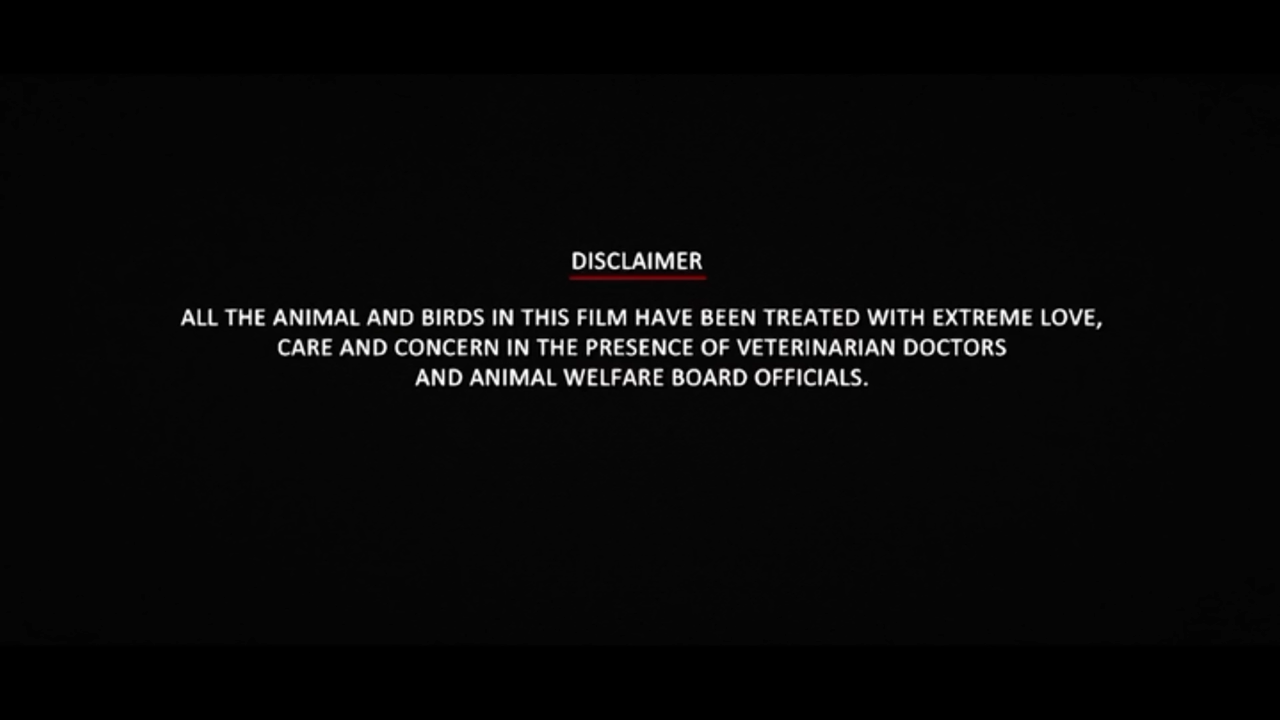 DISCLAIMER
ALL THE ANIMAL AND BIRDS IN THIS FILM HAVE BEEN TREATED WITH EXTREME LOVE,
CARE AND CONCERN IN THE PRESENCE OF VETERINARIAN DOCTORS
AND ANIMAL WELFARE BOARD OFFICIALS.